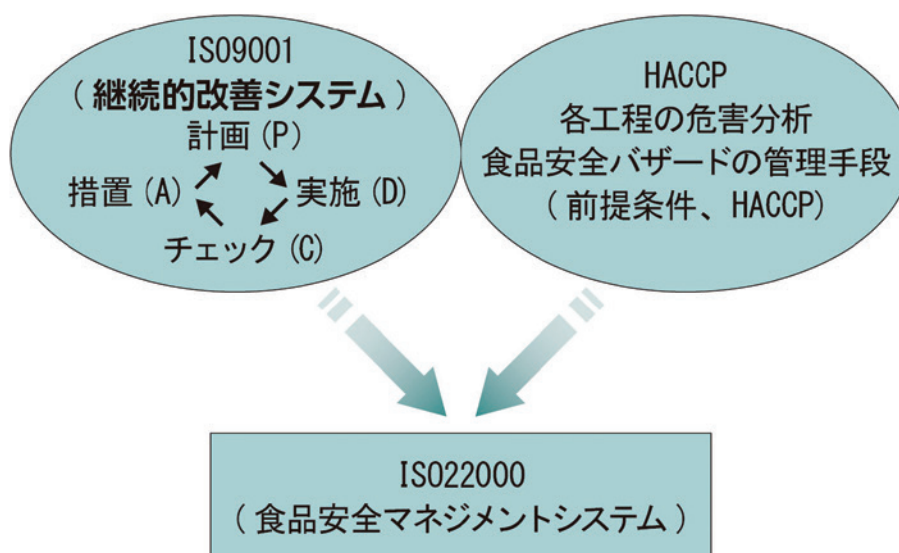 ISO9001
（継続的改善システム）
計画(P)
措置(A)
実施(D)
チェック(C)
HACCP
各工程の危害分析
食品安全バザードの管理手段
（前提条件、HACCP）
ISO22000
（食品安全マネジメントシステム）